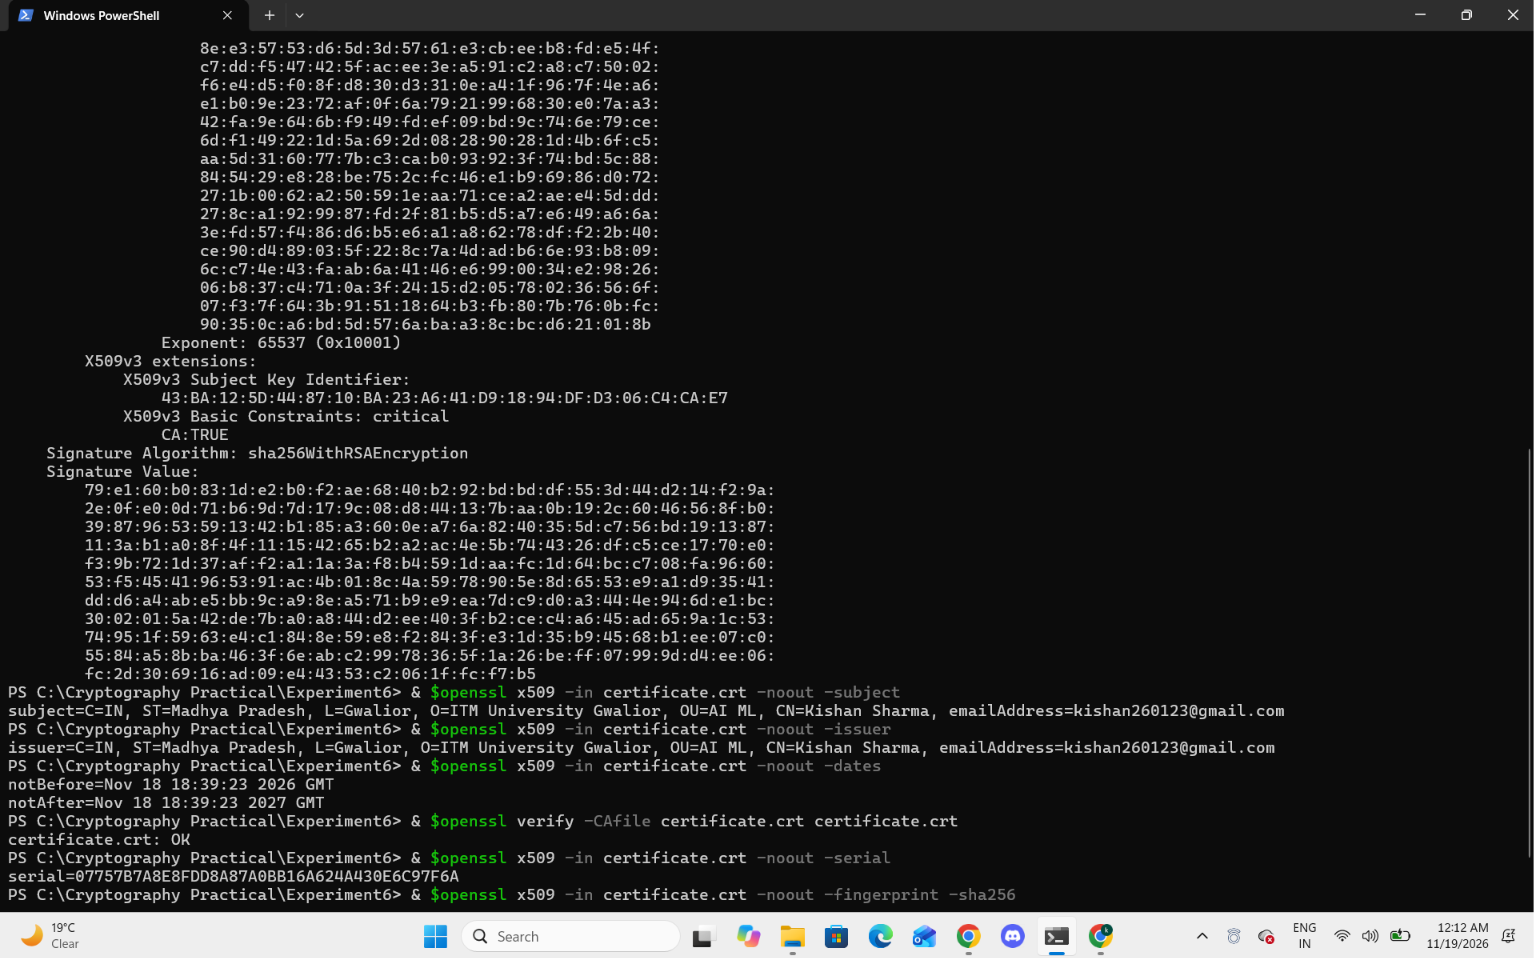 Windows PowerShell
8e:e3:57:53:d6:5d:3d:57:61:e3:cb:ee:b8:fd:e5:4f:
c7:dd:f5:47:42:5f:ac:ee:3e:a5:91:c2:a8:c7:50:02:
f6:e4:d5:f0:8f:d8:30:d3:31:0e:a4:1f:96:7f:4e:a6:
e1:b0:9e:23:72:af:0f:6a:79:21:99:68:30:e0:7a:a3:
42:fa:9e:64:6b:f9:49:fd:ef:09:bd:9c:74:6e:79:ce:
6d:f1:49:22:1d:5a:69:2d:08:28:90:28:1d:4b:6f:c5:
aa:5d:31:60:77:7b:c3:ca:b0:93:92:3f:74:bd:5c:88:
84:54:29:e8:28:be:75:2c:fc:46:e1:b9:69:86:d0:72:
27:1b:00:62:a2:50:59:1e:aa:71:ce:a2:ae:e4:5d:dd:
27:8c:a1:92:99:87:fd:2f:81:b5:d5:a7:e6:49:a6:6a:
3e:fd:57:f4:86:d6:b5:e6:a1:a8:62:78:df:f2:2b:40:
ce:90:d4:89:03:5f:22:8c:7a:4d:ad:b6:6e:93:b8:09:
6c:c7:4e:43:fa:ab:6a:41:46:e6:99:00:34:e2:98:26:
06:b8:37:c4:71:0a:3f:24:15:d2:05:78:02:36:56:6f:
07:f3:7f:64:3b:91:51:18:64:b3:fb:80:7b:76:0b:fc:
90:35:0c:a6:bd:5d:57:6a:ba:a3:8c:bc:d6:21:01:8b
Exponent: 65537 (0x10001)
X509v3 extensions:
X509v3 Subject Key Identifier:
43:BA:12:5D:44:87:10:BA:23:A6:41:D9:18:94:DF:D3:06:C4:CA:E7
X509v3 Basic Constraints: critical
CA:TRUE
Signature Algorithm: sha256WithRSAEncryption
Signature Value:
79:e1:60:b0:83:1d:e2:b0:f2:ae:68:40:b2:92:bd:bd:df:55:3d:44:d2:14:f2:9a:
2e:0f:e0:0d:71:b6:9d:7d:17:9c:08:d8:44:13:7b:aa:0b:19:2c:60:46:56:8f:b0:
39:87:96:53:59:13:42:b1:85:a3:60:0e:a7:6a:82:40:35:5d:c7:56:bd:19:13:87:
11:3a:b1:a0:8f:4f:11:15:42:65:b2:a2:ac:4e:5b:74:43:26:df:c5:ce:17:70:e0:
f3:9b:72:1d:37:af:f2:a1:1a:3a:f8:b4:59:1d:aa:fc:1d:64:bc:c7:08:fa:96:60:
53:f5:45:41:96:53:91:ac:4b:01:8c:4a:59:78:90:5e:8d:65:53:e9:a1:d9:35:41:
dd:d6:a4:ab:e5:bb:9c:a9:8e:a5:71:b9:e9:ea:7d:c9:d0:a3:44:4e:94:6d:e1:bc:
30:02:01:5a:42:de:7b:a0:a8:44:d2:ee:40:3f:b2:ce:c4:a6:45:ad:65:9a:1c:53:
74:95:1f:59:63:e4:c1:84:8e:59:e8:f2:84:3f:e3:1d:35:b9:45:68:b1:ee:07:c0:
55:84:a5:8b:ba:46:3f:6e:ab:c2:99:78:36:5f:1a:26:be:ff:07:99:9d:d4:ee:06:
fc:2d:30:69:16:ad:09:e4:43:53:c2:06:1f:fc:f7:b5
PS C:\Cryptography Practical\Experiment6> & $openssl x509 -in certificate.crt -noout -subject
subject=C=IN, ST=Madhya Pradesh, L=Gwalior, O=ITM University Gwalior, OU=AI ML, CN=Kishan Sharma, emailAddress=kishan260123@gmail.com
PS C:\Cryptography Practical\Experiment6> & $openssl x509 -in certificate.crt -noout -issuer
issuer=C=IN, ST=Madhya Pradesh, L=Gwalior, O=ITM University Gwalior, OU=AI ML, CN=Kishan Sharma, emailAddress=kishan260123@gmail.com
PS C:\Cryptography Practical\Experiment6> & $openssl x509 -in certificate.crt -noout -dates
notBefore=Nov 18 18:39:23 2026 GMT
notAfter=Nov 18 18:39:23 2027 GMT
PS C:\Cryptography Practical\Experiment6> & $openssl verify -CAfile certificate.crt certificate.crt
certificate.crt: OK
PS C:\Cryptography Practical\Experiment6> & $openssl x509 -in certificate.crt -noout -serial
serial=07757B7A8E8FDD8A87A0BB16A624A430E6C97F6A
PS C:\Cryptography Practical\Experiment6> & $openssl x509 -in certificate.crt -noout -fingerprint -sha256
19°C
Clear
Search
ENG
IN
12:12 AM
11/19/2026